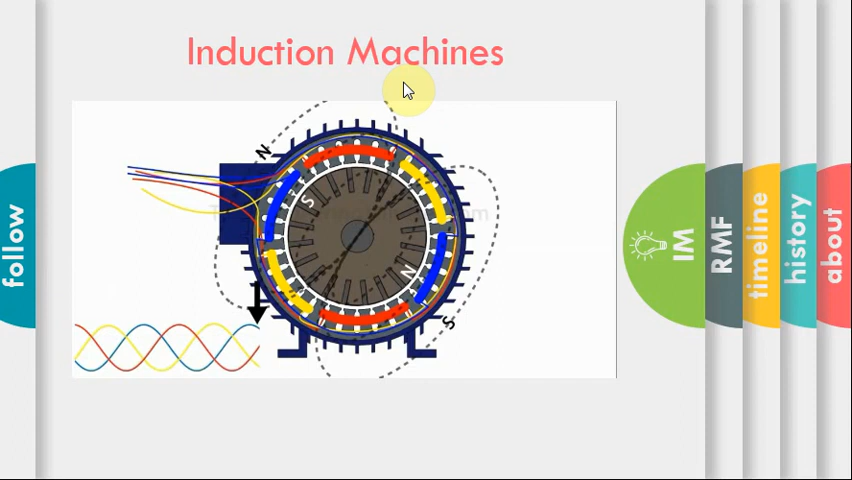 Induction Machines
N
S
N
S
follow
IM
RMF
timeline
history
about